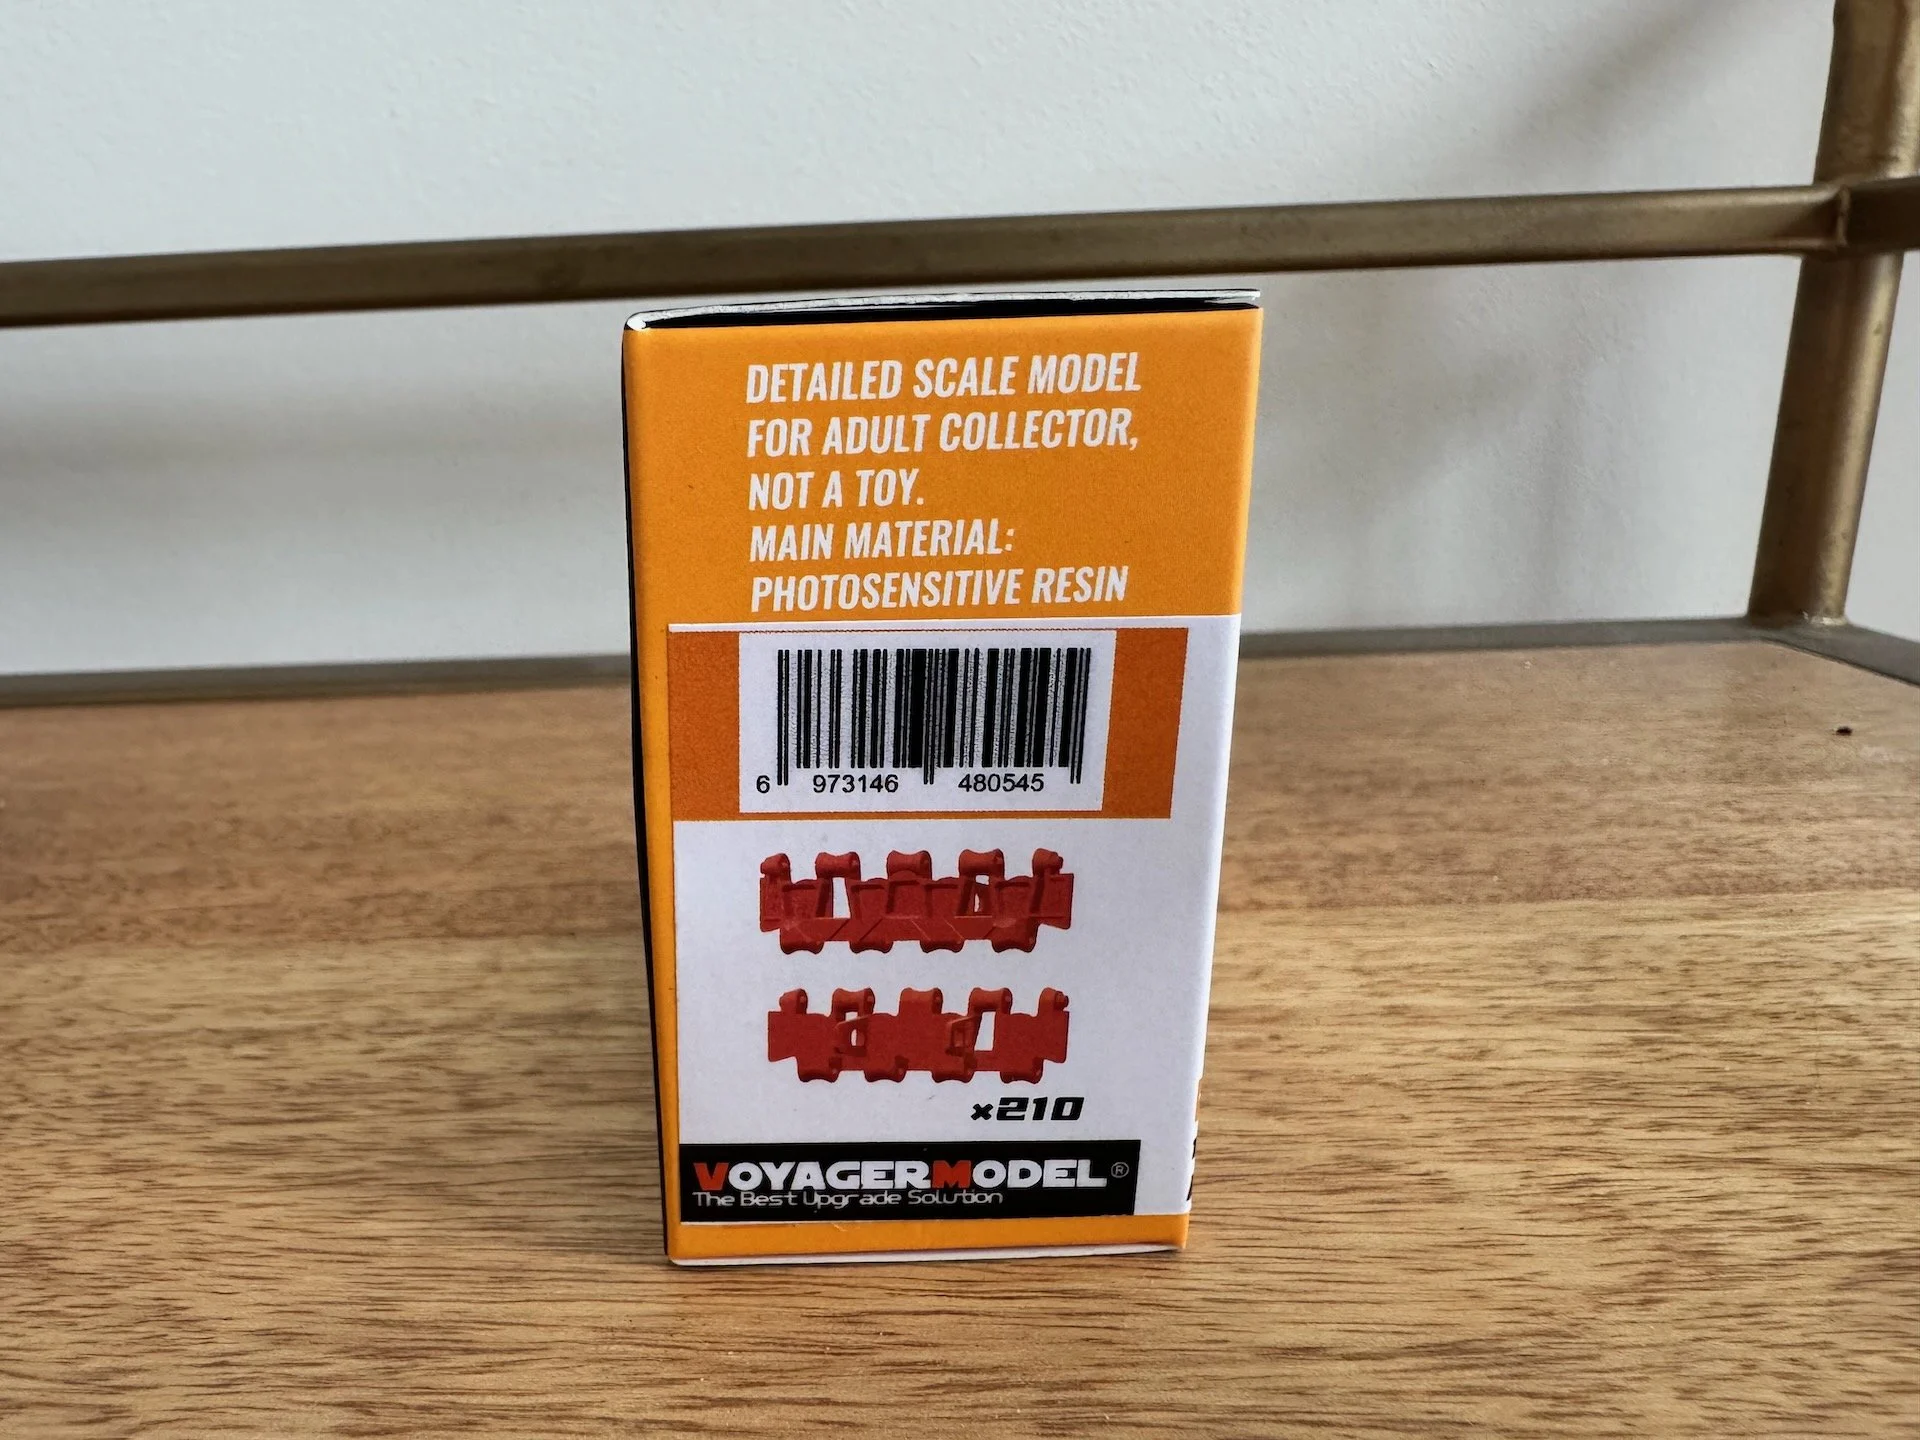 DETAILED SCALE MODEL
FOR ADULT COLLECTOR,
NOT A TOY.
MAIN MATERIAL:
PHOTOSENSITIVE RESIN
6 973146 480545
×210
VOYAGERMODEL®
The Best Upgrade Solution